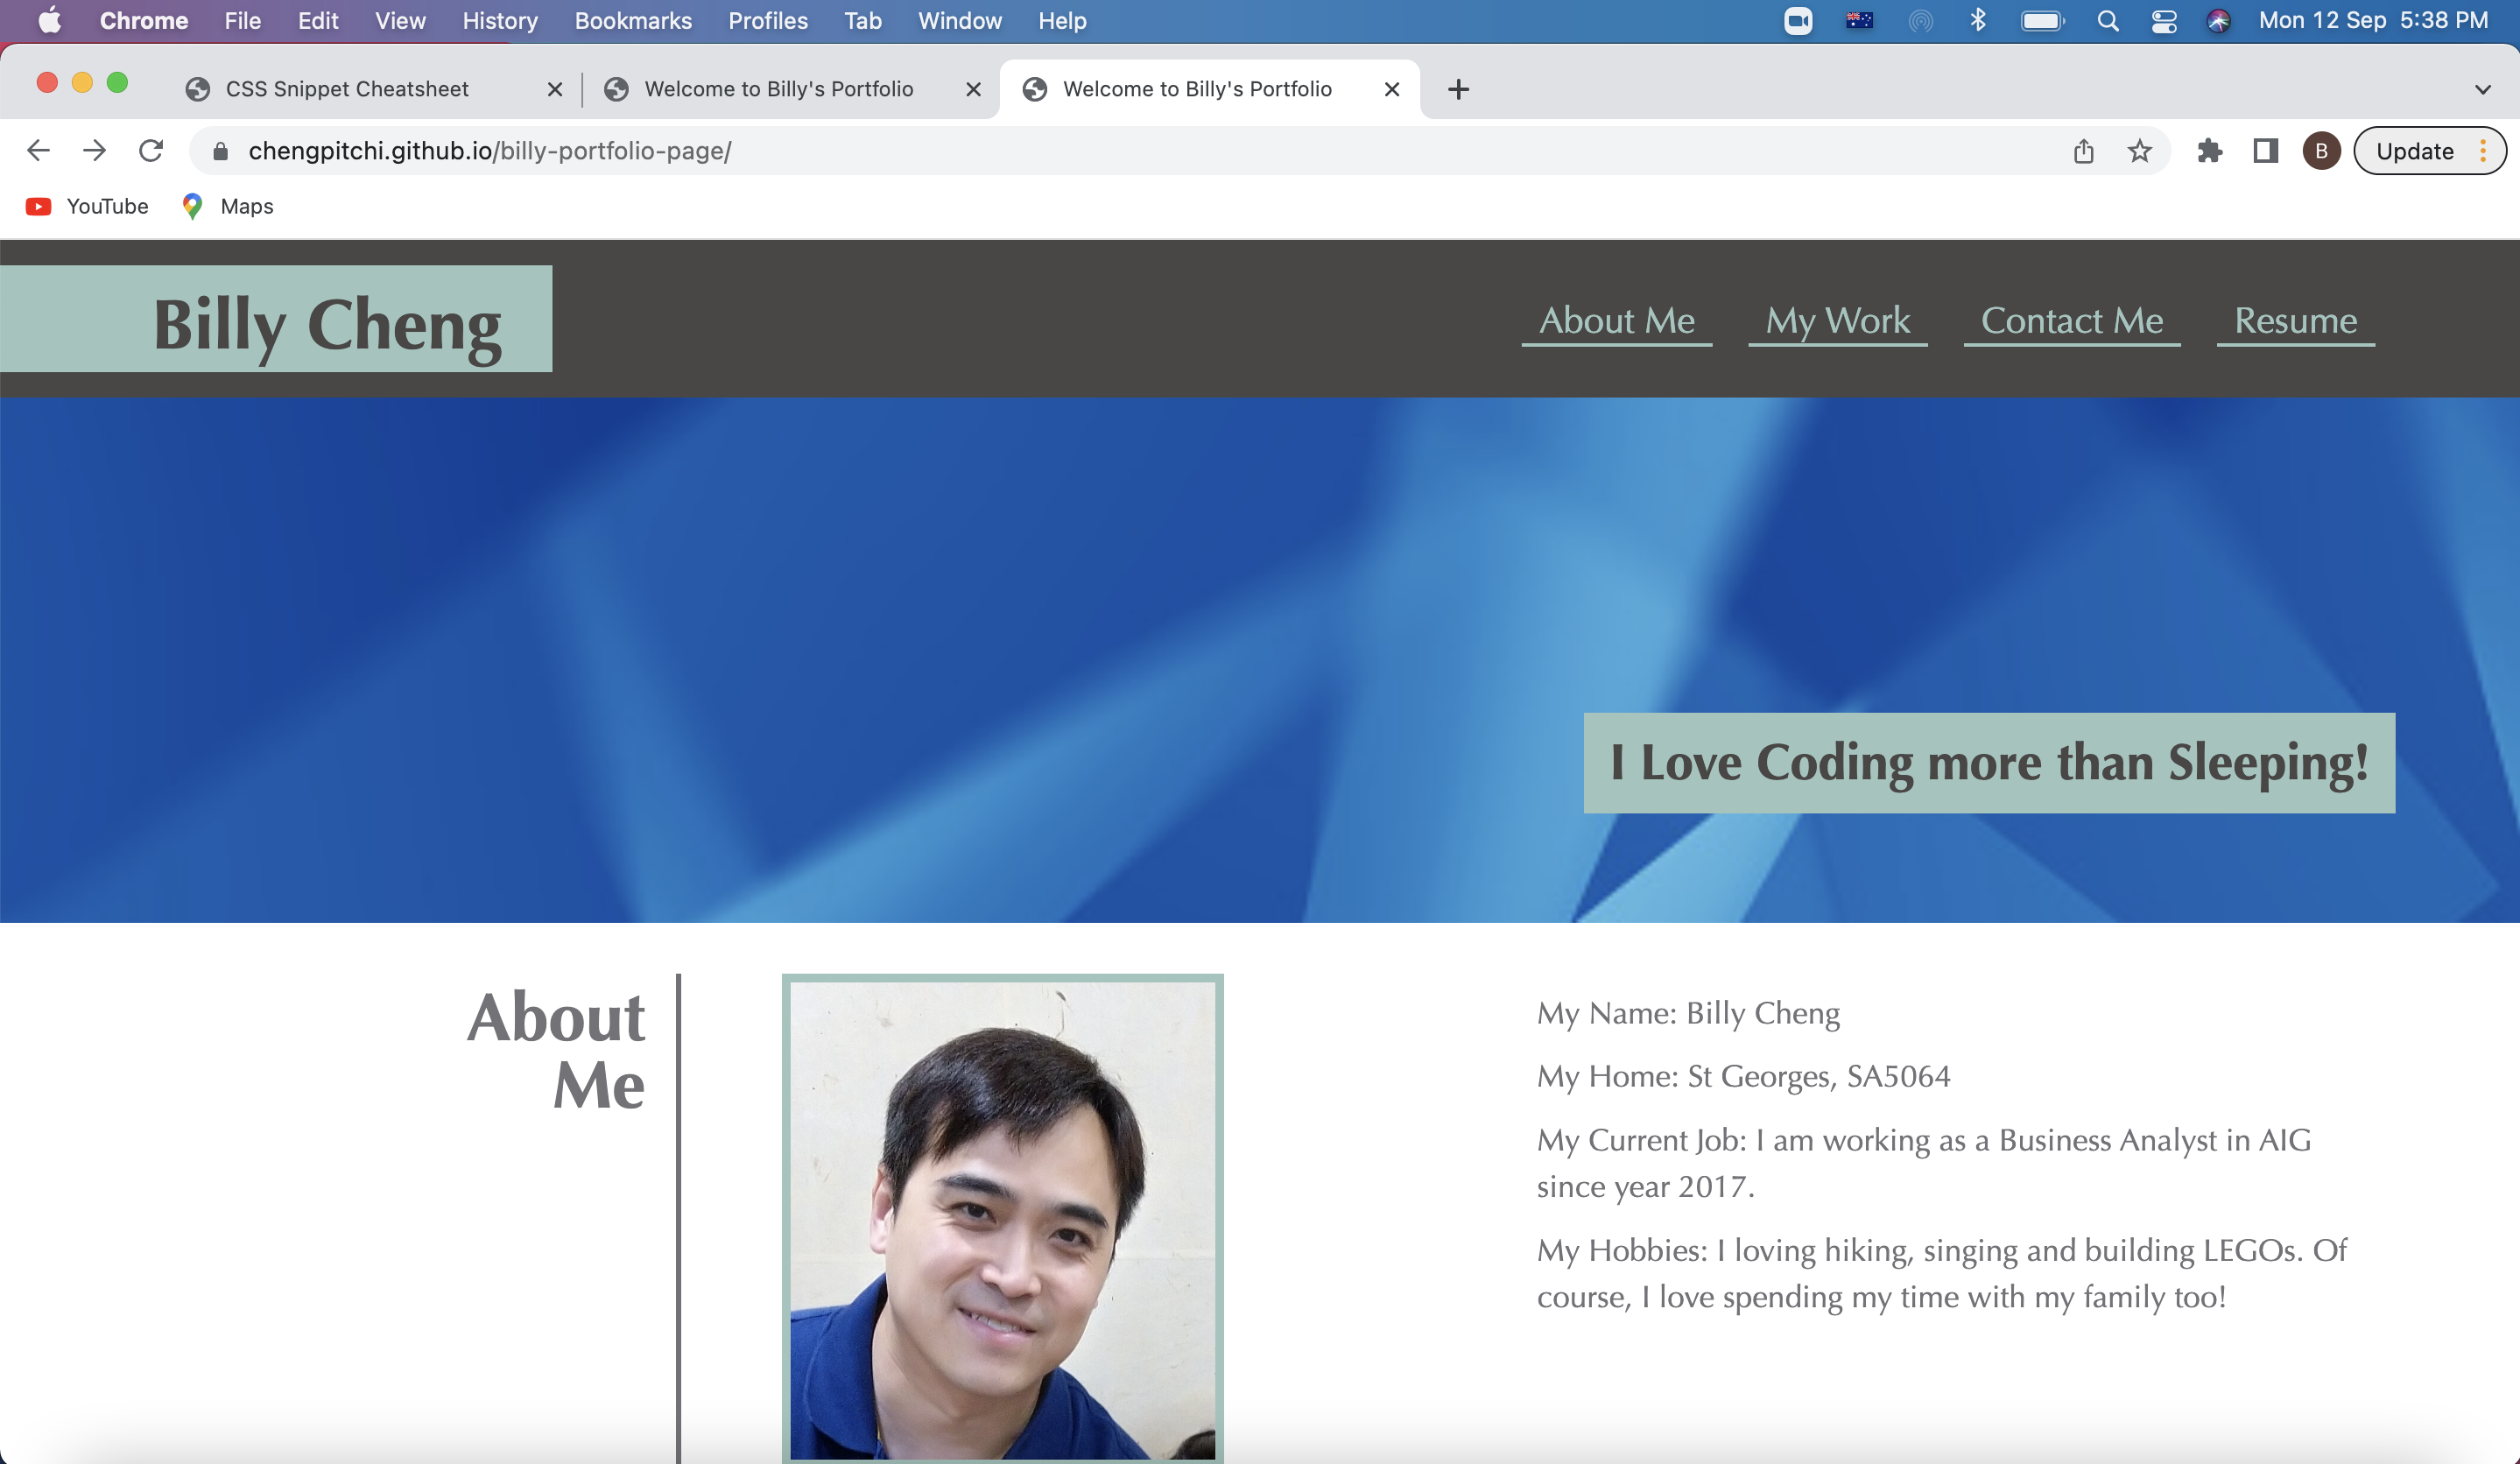 Chrome File Edit View History Bookmarks Profiles Tab Window Help Mon 12 Sep 5:38 PM
CSS Snippet Cheatsheet Welcome to Billy's Portfolio Welcome to Billy's Portfolio
chengpitchi.github.io/billy-portfolio-page/ B Update
YouTube Maps
Billy Cheng About Me My Work Contact Me Resume
I Love Coding more than Sleeping!
About
Me
My Name: Billy Cheng
My Home: St Georges, SA5064
My Current Job: I am working as a Business Analyst in AIG
since year 2017.
My Hobbies: I loving hiking, singing and building LEGOs. Of
course, I love spending my time with my family too!